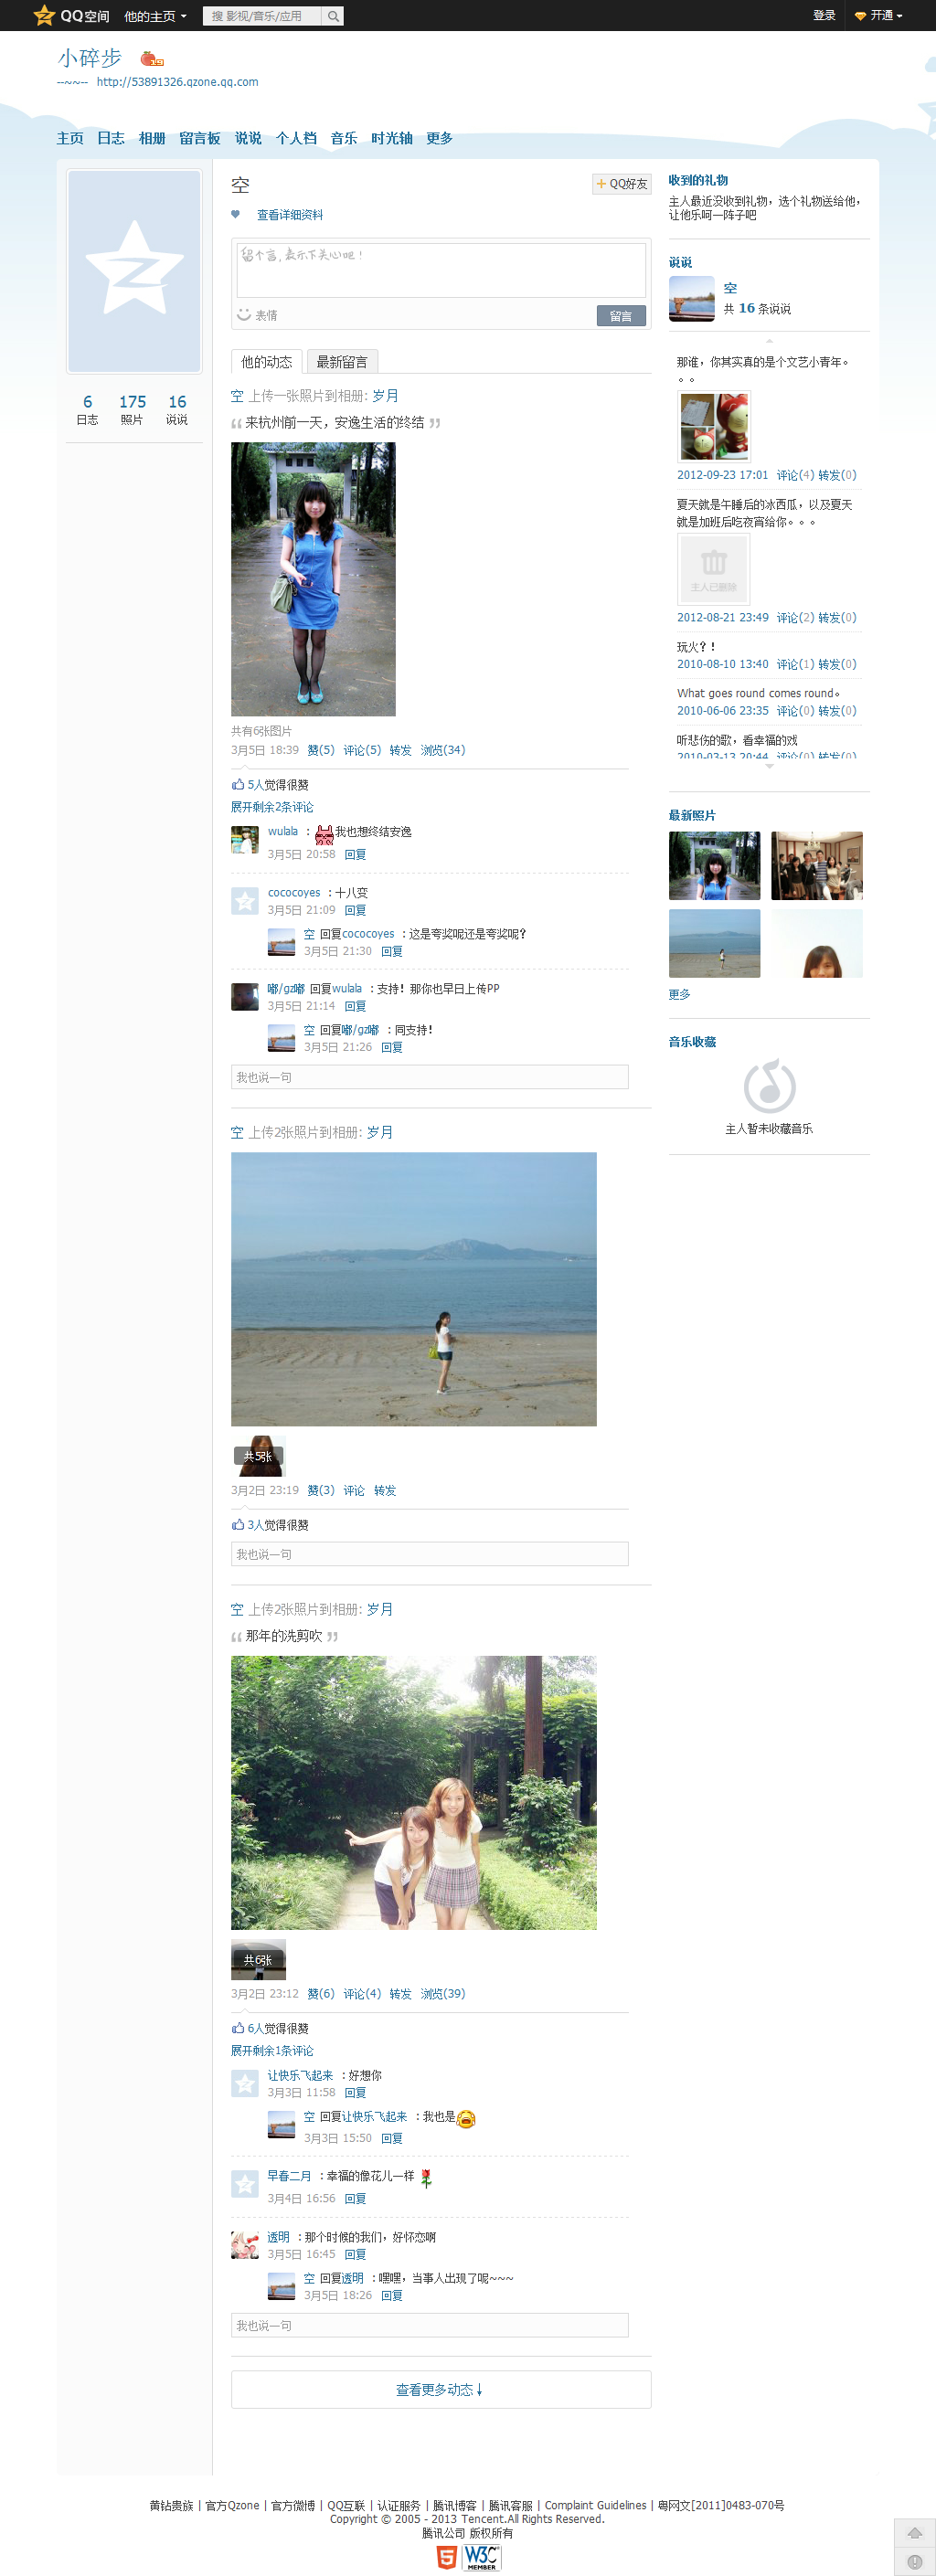 QQ空间 他的主页 搜 影视/音乐/应用 登录 开通
小碎步
--~~-- http://53891326.qzone.qq.com
主页 日志 相册 留言板 说说 个人档 音乐 时光轴 更多
空
QQ好友
查看详细资料
留个言,表示下关心吧!
表情
留言
6 175 16
日志 照片 说说
他的动态 最新留言
空 上传一张照片到相册: 岁月
来杭州前一天，安逸生活的终结
共有6张图片
3月5日 18:39 赞(5) 评论(5) 转发 浏览(34)
5人觉得很赞
展开剩余2条评论
wulala : 我也想终结安逸
3月5日 20:58 回复
cococoyes : 十八变
3月5日 21:09 回复
空 回复cococoyes : 这是夸奖呢还是夸奖呢?
3月5日 21:30 回复
嘟/gz嘟 回复wulala : 支持! 那你也早日上传PP
3月5日 21:14 回复
空 回复嘟/gz嘟 : 同支持!
3月5日 21:26 回复
我也说一句
空 上传2张照片到相册: 岁月
共5张
3月2日 23:19 赞(3) 评论 转发
3人觉得很赞
我也说一句
空 上传2张照片到相册: 岁月
那年的洗剪吹
共6张
3月2日 23:12 赞(6) 评论(4) 转发 浏览(39)
6人觉得很赞
展开剩余1条评论
让快乐飞起来 : 好想你
3月3日 11:58 回复
空 回复让快乐飞起来 : 我也是
3月3日 15:50 回复
早春二月 : 幸福的像花儿一样
3月4日 16:56 回复
透明 : 那个时候的我们，好怀恋啊
3月5日 16:45 回复
空 回复透明 : 嘿嘿，当事人出现了呢~~~
3月5日 18:26 回复
我也说一句
查看更多动态↓
收到的礼物
主人最近没收到礼物，选个礼物送给他，
让他乐呵一阵子吧
说说
空
共 16 条说说
那谁，你其实真的是个文艺小青年。
。。
2012-09-23 17:01 评论(4) 转发(0)
夏天就是午睡后的冰西瓜，以及夏天
就是加班后吃夜宵给你。。。
主人已删除
2012-08-21 23:49 评论(2) 转发(0)
玩火？！
2010-08-10 13:40 评论(1) 转发(0)
What goes round comes round。
2010-06-06 23:35 评论(0) 转发(0)
听悲伤的歌，看幸福的戏
2010-03-13 20:44 评论(0) 转发(0)
最新照片
更多
音乐收藏
主人暂未收藏音乐
黄钻贵族 | 官方Qzone | 官方微博 | QQ互联 | 认证服务 | 腾讯博客 | 腾讯客服 | Complaint Guidelines | 粤网文[2011]0483-070号
Copyright © 2005 - 2013 Tencent.All Rights Reserved.
腾讯公司 版权所有
5 W3C
MEMBER